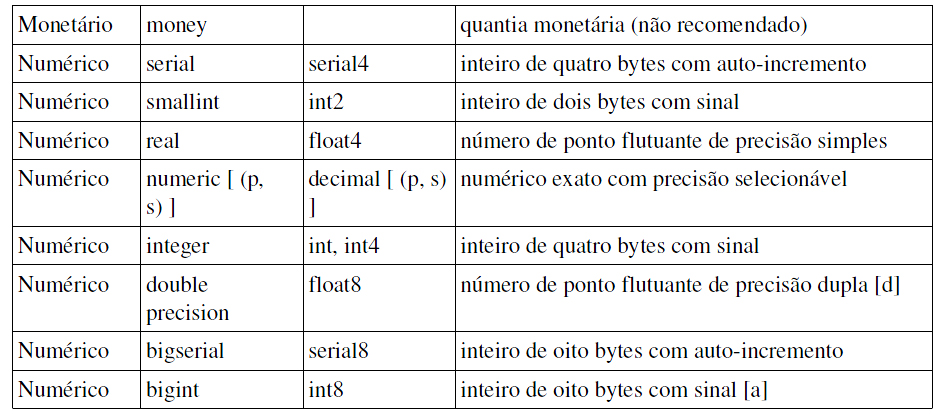 Monetário money quantia monetária (não recomendado)
Numérico serial serial4 inteiro de quatro bytes com auto-incremento
Numérico smallint int2 inteiro de dois bytes com sinal
Numérico real float4 número de ponto flutuante de precisão simples
Numérico numeric [ (p, decimal [ (p, s) numérico exato com precisão selecionável
s) ] ]
Numérico integer int, int4 inteiro de quatro bytes com sinal
Numérico double float8 número de ponto flutuante de precisão dupla [d]
precision
Numérico bigserial serial8 inteiro de oito bytes com auto-incremento
Numérico bigint int8 inteiro de oito bytes com sinal [a]